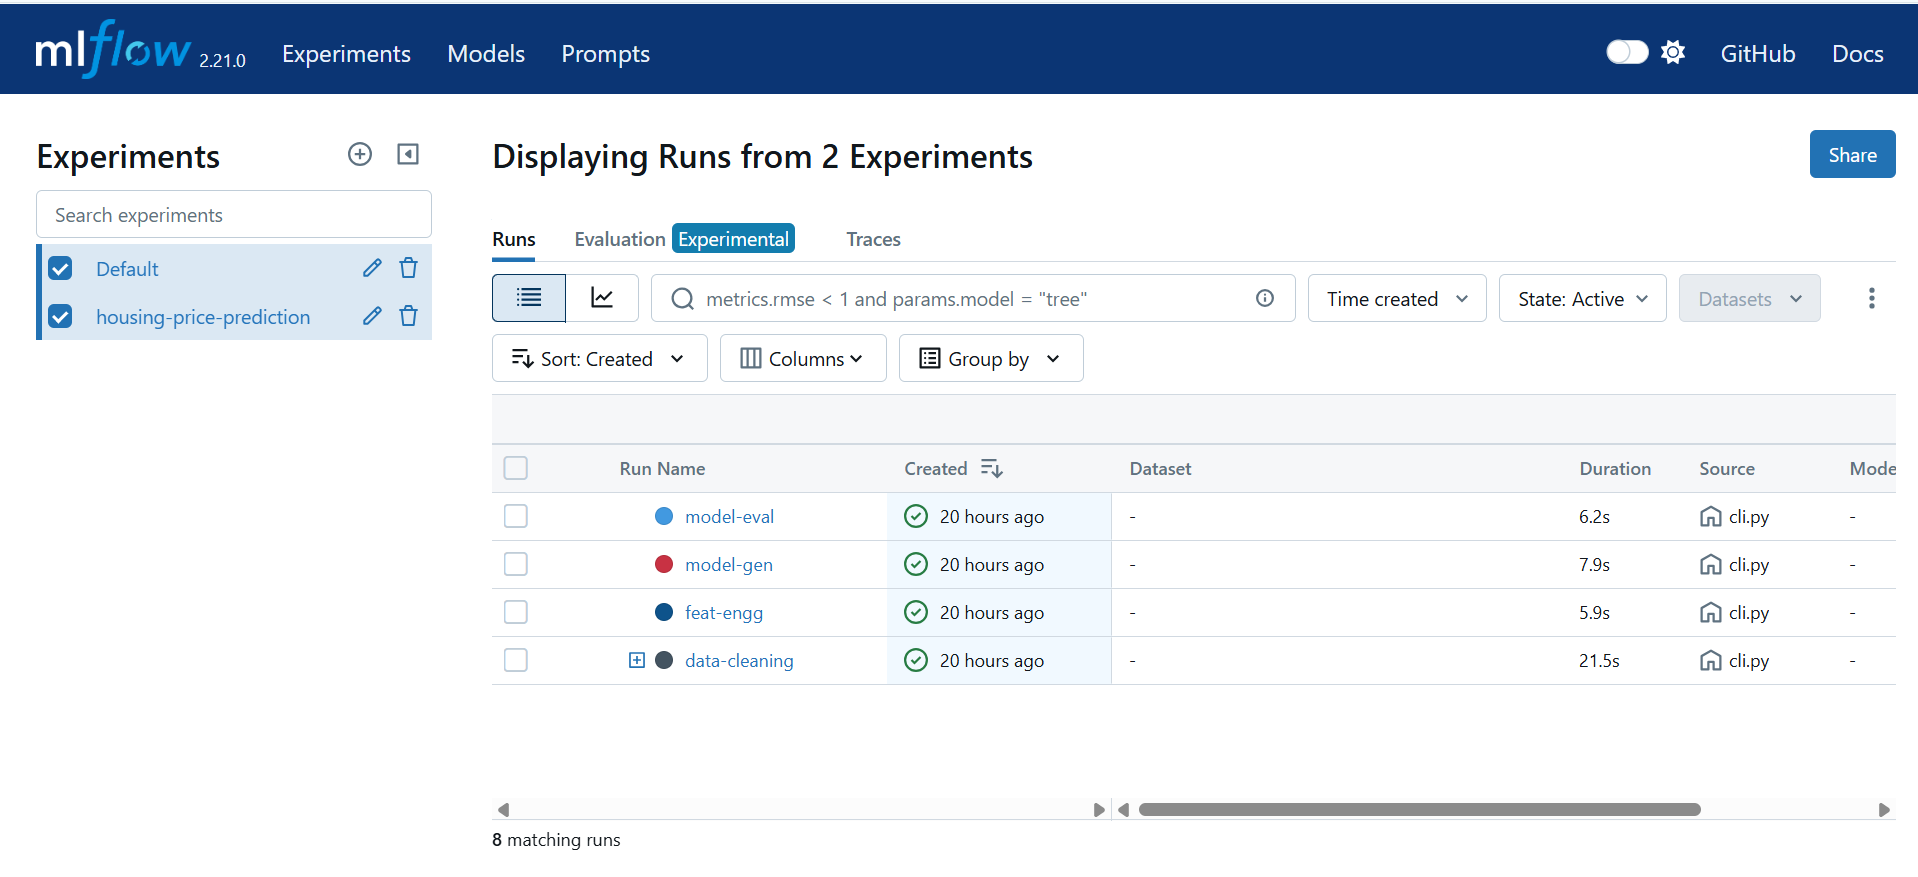 mlflow 2.21.0 Experiments Models Prompts GitHub Docs
Experiments
Search experiments
Default
housing-price-prediction
Displaying Runs from 2 Experiments
Share
Runs Evaluation Experimental Traces
metrics.rmse < 1 and params.model = "tree" Time created State: Active Datasets
Sort: Created Columns Group by
Run Name Created Dataset Duration Source Mode
model-eval 20 hours ago - 6.2s cli.py -
model-gen 20 hours ago - 7.9s cli.py -
feat-engg 20 hours ago - 5.9s cli.py -
data-cleaning 20 hours ago - 21.5s cli.py -
8 matching runs